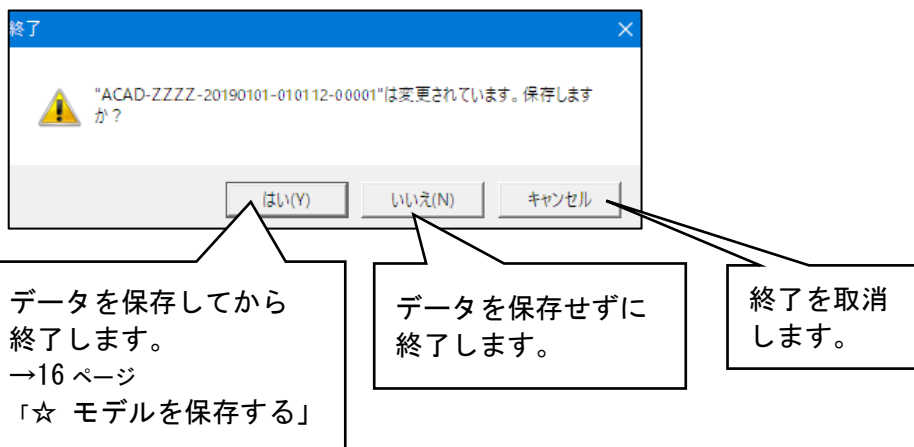 終了
"ACAD-ZZZZ-20190101-010112-00001"は変更されています。保存します
か？
はい(Y)
いいえ(N)
キャンセル
データを保存してから
終了します。
→16 ページ
「☆ モデルを保存する」
データを保存せずに
終了します。
終了を取消
します。